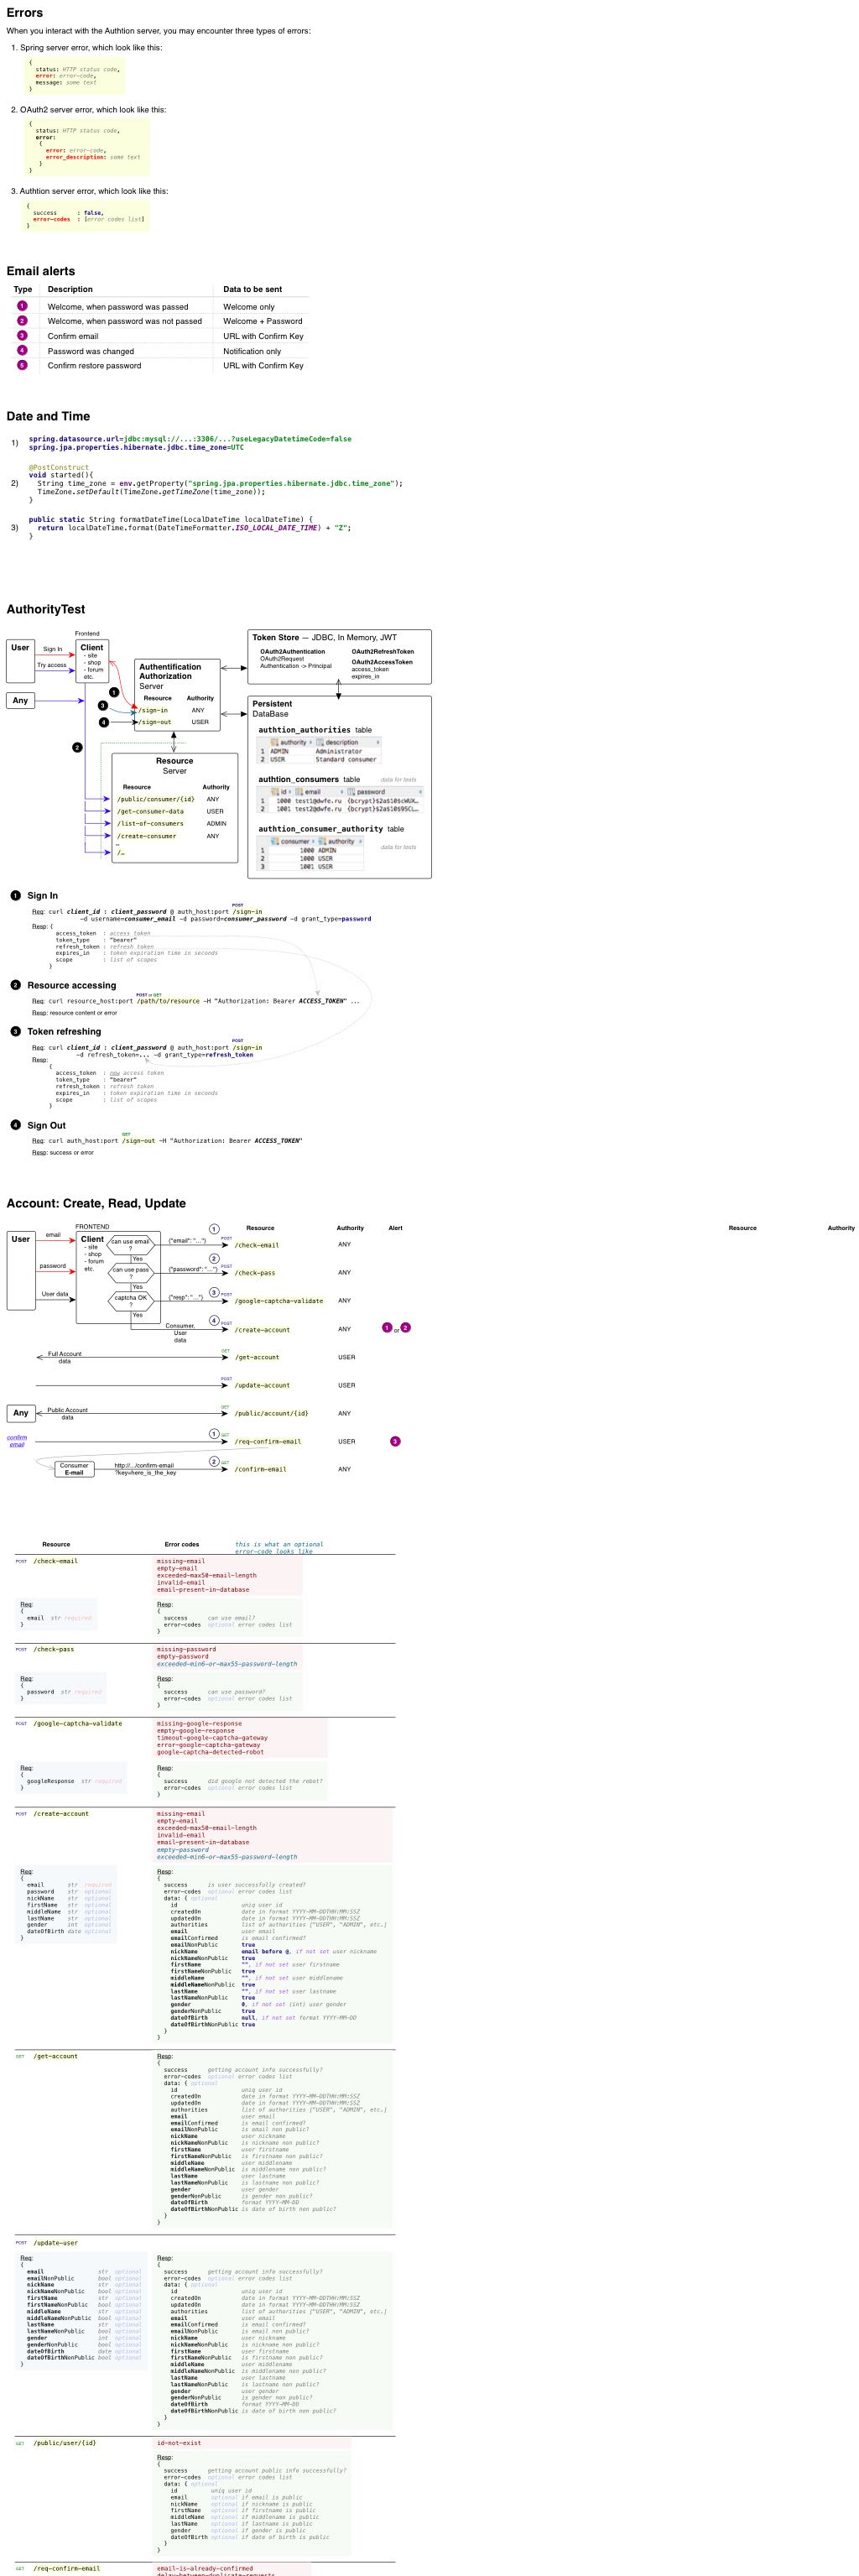 Errors
When you interact with the Authtion server, you may encounter three types of errors:
1. Spring server error, which look like this:
{
status: HTTP status code,
error: error-code,
message: some text
}
2. OAuth2 server error, which look like this:
{
status: HTTP status code,
error:
{
error: error-code,
error_description: some text
}
}
3. Authtion server error, which look like this:
{
success : false,
error-codes : [error codes list]
}
Email alerts
Type Description Data to be sent
1 Welcome, when password was passed Welcome only
2 Welcome, when password was not passed Welcome + Password
3 Confirm email URL with Confirm Key
4 Password was changed Notification only
5 Confirm restore password URL with Confirm Key
Date and Time
1) spring.datasource.url=jdbc:mysql://...:3306/...?useLegacyDatetimeCode=false
spring.jpa.properties.hibernate.jdbc.time_zone=UTC
@PostConstruct
void started(){
2) String time_zone = env.getProperty("spring.jpa.properties.hibernate.jdbc.time_zone");
TimeZone.setDefault(TimeZone.getTimeZone(time_zone));
}
public static String formatDateTime(LocalDateTime localDateTime) {
3) return localDateTime.format(DateTimeFormatter.ISO_LOCAL_DATE_TIME) + "Z";
}
AuthorityTest
Frontend
User
Sign In
Try access
Client
- site
- shop
- forum
etc.
Any
Authentification
Authorization
Server
Resource Authority
/sign-in ANY
/sign-out USER
1
3
4
2
Resource
Server
Resource Authority
/public/consumer/{id} ANY
/get-consumer-data USER
/list-of-consumers ADMIN
/create-consumer ANY
…
/…
Token Store — JDBC, In Memory, JWT
OAuth2Authentication
OAuth2Request
Authentication -> Principal
OAuth2RefreshToken
OAuth2AccessToken
access_token
expires_in
Persistent
DataBase
authtion_authorities table
authority description
1 ADMIN Administrator
2 USER Standard consumer
authtion_consumers table data for tests
id email password
1 1000 test1@dwfe.ru
2 1001 test2@dwfe.ru
authtion_consumer_authority table
data for tests
consumer authority
1 1000 ADMIN
2 1000 USER
3 1001 USER
1 Sign In
POST
Req: curl client_id : client_password @ auth_host:port /sign-in
-d username=consumer_email -d password=consumer_password -d grant_type=password
Resp: {
access_token : access token
token_type : "bearer"
refresh_token : refresh token
expires_in : token expiration time in seconds
scope : list of scopes
}
2 Resource accessing
POST or GET
Req: curl resource_host:port /path/to/resource -H "Authorization: Bearer ACCESS_TOKEN" ...
Resp: resource content or error
3 Token refreshing
POST
Req: curl client_id : client_password @ auth_host:port /sign-in
-d refresh_token=... -d grant_type=refresh_token
Resp:
{
access_token : new access token
token_type : "bearer"
refresh_token : refresh token
expires_in : token expiration time in seconds
scope : list of scopes
}
4 Sign Out
GET
Req: curl auth_host:port /sign-out -H "Authorization: Bearer ACCESS_TOKEN"
Resp: success or error
Account: Create, Read, Update
Resource Authority Alert Resource Authority
FRONTEND
User
email
password
User data
Client
- site
- shop
- forum
etc.
can use email ?
Yes
can use pass ?
Yes
captcha OK ?
Yes
1 {"email": "..."} POST /check-email ANY
2 {"password": "..."} POST /check-pass ANY
3 {"resp": "..."} POST /google-captcha-validate ANY
4 Consumer, User data POST /create-account ANY 1 or 2
Full Account data GET /get-account USER
POST /update-account USER
Any Public Account data GET /public/account/{id} ANY
confirm email 1 GET /req-confirm-email USER 3
Consumer E-mail http://.../confirm-email ?key=here_is_the_key 2 GET /confirm-email ANY
Resource Error codes this is what an optional
error-code looks like
POST /check-email
missing-email
empty-email
exceeded-max50-email-length
invalid-email
email-present-in-database
Req:
{
email str required
}
Resp:
{
success can use email?
error-codes optional error codes list
}
POST /check-pass
missing-password
empty-password
exceeded-min6-or-max55-password-length
Req:
{
password str required
}
Resp:
{
success can use password?
error-codes optional error codes list
}
POST /google-captcha-validate
missing-google-response
empty-google-response
timeout-google-captcha-gateway
error-google-captcha-gateway
google-captcha-detected-robot
Req:
{
googleResponse str required
}
Resp:
{
success did google not detected the robot?
error-codes optional error codes list
}
POST /create-account
missing-email
empty-email
exceeded-max50-email-length
invalid-email
email-present-in-database
empty-password
exceeded-min6-or-max55-password-length
Req:
{
email str required
password str optional
nickName str optional
firstName str optional
middleName str optional
lastName str optional
gender int optional
dateOfBirth date optional
}
Resp:
{
success is user successfully created?
error-codes optional error codes list
data: { optional
id uniq user id
createdOn date in format YYYY-MM-DDTHH:MM:SSZ
updatedOn date in format YYYY-MM-DDTHH:MM:SSZ
authorities list of authorities ["USER", "ADMIN", etc.]
email user email
emailConfirmed is email confirmed?
emailNonPublic true
nickName email before @, if not set user nickname
nickNameNonPublic true
firstName "", if not set user firstname
firstNameNonPublic true
middleName "", if not set user middlename
middleNameNonPublic true
lastName "", if not set user lastname
lastNameNonPublic true
gender 0, if not set (int) user gender
genderNonPublic true
dateOfBirth null, if not set format YYYY-MM-DD
dateOfBirthNonPublic true
}
}
GET /get-account
Resp:
{
success getting account info successfully?
error-codes optional error codes list
data: { optional
id uniq user id
createdOn date in format YYYY-MM-DDTHH:MM:SSZ
updatedOn date in format YYYY-MM-DDTHH:MM:SSZ
authorities list of authorities ["USER", "ADMIN", etc.]
email user email
emailConfirmed is email confirmed?
emailNonPublic is email non public?
nickName user nickname
nickNameNonPublic is nickname non public?
firstName user firstname
firstNameNonPublic is firstname non public?
middleName user middlename
middleNameNonPublic is middlename non public?
lastName user lastname
lastNameNonPublic is lastname non public?
gender user gender
genderNonPublic is gender non public?
dateOfBirth format YYYY-MM-DD
dateOfBirthNonPublic is date of birth non public?
}
}
POST /update-user
Req:
{
email str optional
emailNonPublic bool optional
nickName str optional
nickNameNonPublic bool optional
firstName str optional
firstNameNonPublic bool optional
middleName str optional
middleNameNonPublic bool optional
lastName str optional
lastNameNonPublic bool optional
gender int optional
genderNonPublic bool optional
dateOfBirth date optional
dateOfBirthNonPublic bool optional
}
Resp:
{
success getting account info successfully?
error-codes optional error codes list
data: { optional
id uniq user id
createdOn date in format YYYY-MM-DDTHH:MM:SSZ
updatedOn date in format YYYY-MM-DDTHH:MM:SSZ
authorities list of authorities ["USER", "ADMIN", etc.]
email user email
emailConfirmed is email confirmed?
emailNonPublic is email non public?
nickName user nickname
nickNameNonPublic is nickname non public?
firstName user firstname
firstNameNonPublic is firstname non public?
middleName user middlename
middleNameNonPublic is middlename non public?
lastName user lastname
lastNameNonPublic is lastname non public?
gender user gender
genderNonPublic is gender non public?
dateOfBirth format YYYY-MM-DD
dateOfBirthNonPublic is date of birth non public?
}
}
GET /public/user/{id}
id-not-exist
Resp:
{
success getting account public info successfully?
error-codes optional error codes list
data: { optional
id uniq user id
email optional if email is public
nickName optional if nickname is public
firstName optional if firstname is public
middleName optional if middlename is public
lastName optional if lastname is public
gender optional if gender is public
dateOfBirth optional if date of birth is public
}
}
GET /req-confirm-email
email-is-already-confirmed
delay-between-duplicate-requests